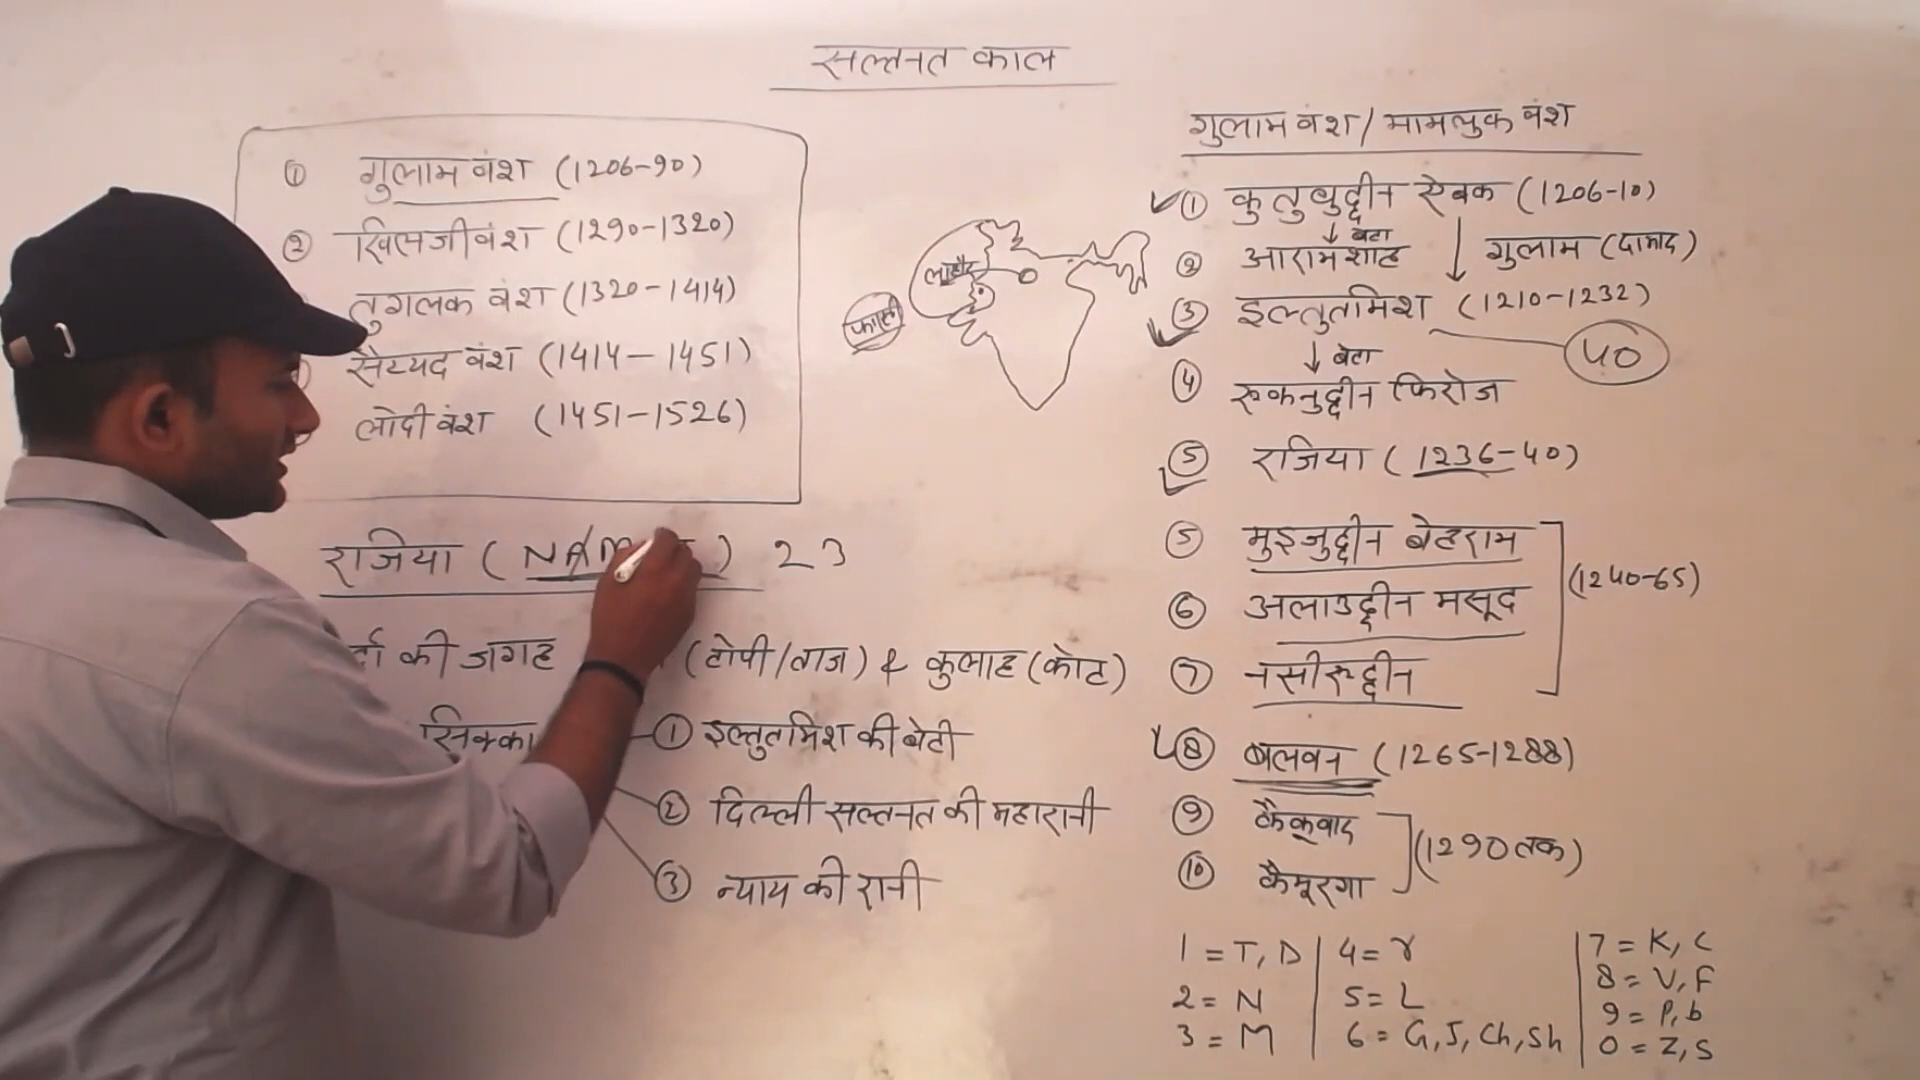 सल्तनत काल
① गुलाम वंश (1206-90)
② खिलजी वंश (1290-1320)
तुगलक वंश (1320-1414)
सैय्यद वंश (1414-1451)
लोदी वंश (1451-1526)
लाहौर
रजिया ( ) 23
की जगह (टोपी/ताज) & कुलाह (कोट)
सिक्का
① इल्तुतमिश की बेटी
② दिल्ली सल्तनत की महारानी
③ न्याय की रानी
गुलाम वंश / मामलुक वंश
① कुतुबुद्दीन ऐबक (1206-10)
↓ बेटा
② आरामशाह ↓ गुलाम (दामाद)
③ इल्तुतमिश (1210-1232)
40
↓ बेटा
④ रुकनुद्दीन फिरोज
⑤ रजिया (1236-40)
⑤ मुइजुद्दीन बेहराम
⑥ अलाउद्दीन मसूद (1240-65)
⑦ नसीरुद्दीन
⑧ बलवन (1265-1288)
⑨ कैकूवाद
⑩ (1290 तक)
1 = T, D
2 = N
3 = M
4 = r
5 = L
6 = G, J, Ch, Sh
7 = K, C
8 = V, F
9 = P, b
0 = Z, S